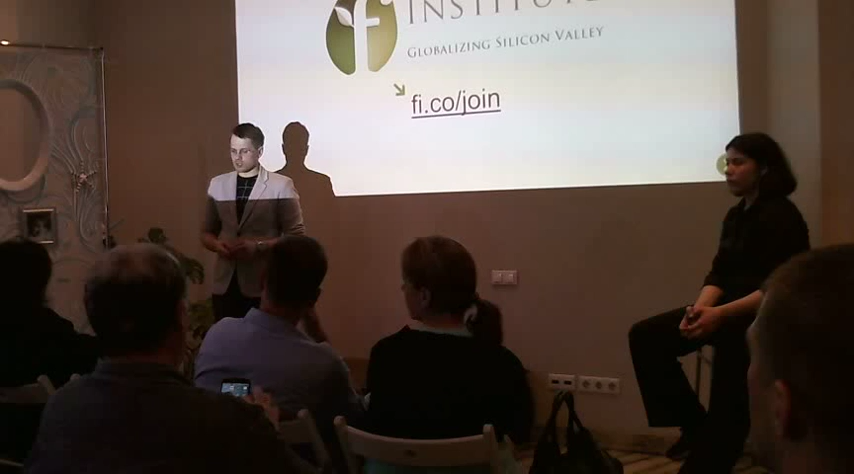 f
INSTITUTE
GLOBALIZING SILICON VALLEY
fi.co/join